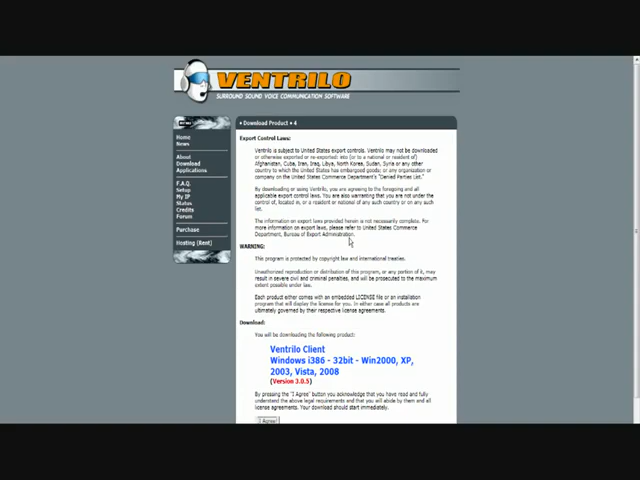 VENTRILO
SURROUND SOUND VOICE COMMUNICATION SOFTWARE
• Download Product • 4
Home
News
About
Download
Applications
F.A.Q.
Setup
My IP
Status
Credits
Forum
Purchase
Hosting (Rent)
Export Control Laws:
Ventrilo is subject to United States export controls. Ventrilo may not be downloaded
or otherwise exported or re-exported: into (or to a national or resident of)
Afghanistan, Cuba, Iran, Iraq, Libya, North Korea, Sudan, Syria or any other
country to which the United States has embargoed goods; or any organization or
company on the United States Commerce Department's "Denied Parties List."
By downloading or using Ventrilo, you are agreeing to the foregoing and all
applicable export control laws. You are also warranting that you are not under the
control of, located in, or a resident or national of any such country or on any such
list.
The information on export laws provided herein is not necessarily complete. For
more information on export laws, please refer to United States Commerce
Department, Bureau of Export Administration.
WARNING:
This program is protected by copyright law and international treaties.
Unauthorized reproduction or distribution of this program, or any portion of it, may
result in severe civil and criminal penalties, and will be prosecuted to the maximum
extent possible under law.
Each product either comes with an embedded LICENSE file or an installation
program that will display the license for you. In either case all products are
ultimately governed by their respective license agreements.
Download:
You will be downloading the following product:
Ventrilo Client
Windows i386 - 32bit - Win2000, XP,
2003, Vista, 2008
(Version 3.0.5)
By pressing the "I Agree" button you acknowledge that you have read and fully
understand the above legal requirements and that you will abide by them and all
license agreements. Your download should start immediately.
I Agree